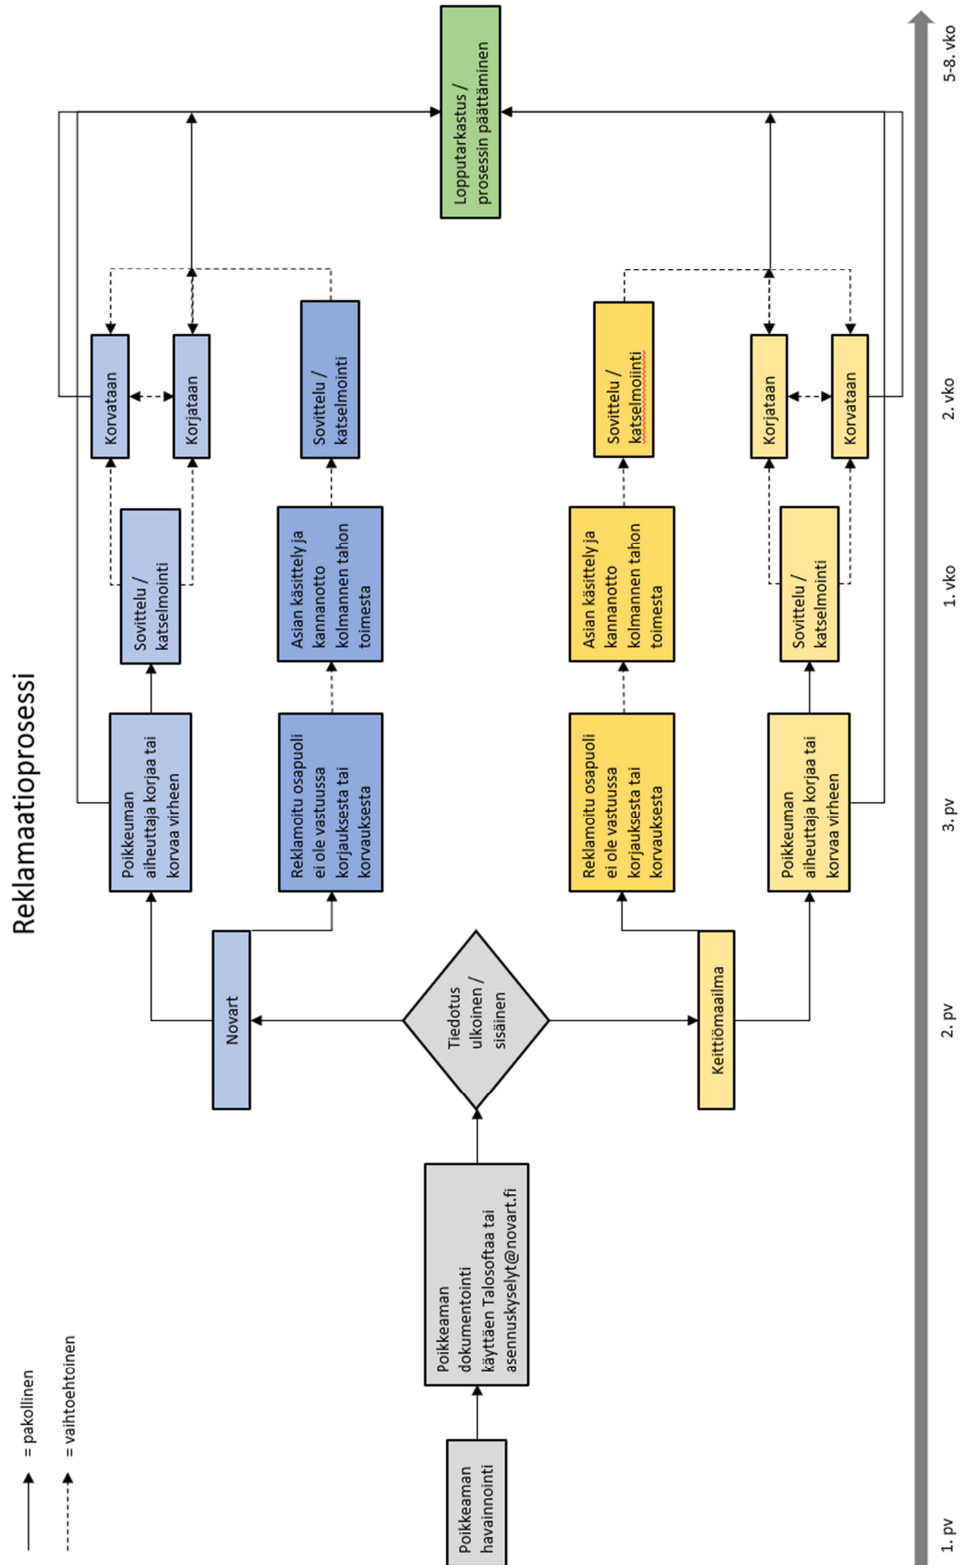 Reklamaatioprosessi
= pakollinen
= vaihtoehtoinen
Poikkeaman
havainnointi
Poikkeaman
dokumentointi
käyttäen Talosoftaa tai
asennuskyselyt@novart.fi
Tiedotus
ulkoinen /
sisäinen
Novart
Poikkeuman
aiheuttaja korjaa tai
korvaa virheen
Sovittelu /
katselmointi
Korvataan
Korjataan
Reklamoitu osapuoli
ei ole vastuussa
korjauksesta tai
korvauksesta
Asian käsittely ja
kannanotto
kolmannen tahon
toimesta
Sovittelu /
katselmointi
Lopputarkastus /
prosessin päättäminen
Keittiömaailma
Reklamoitu osapuoli
ei ole vastuussa
korjauksesta tai
korvauksesta
Asian käsittely ja
kannanotto
kolmannen tahon
toimesta
Sovittelu /
katselmoiinti
Poikkeuman
aiheuttaja korjaa tai
korvaa virheen
Sovittelu /
katselmointi
Korjataan
Korvataan
1. pv
2. pv
3. pv
1. vko
2. vko
5-8. vko